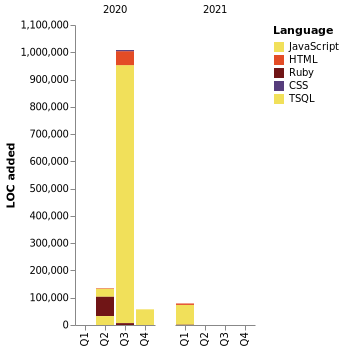 2020
2021
Language
JavaScript
HTML
Ruby
CSS
TSQL
LOC added
1,100,000
1,000,000
900,000
800,000
700,000
600,000
500,000
400,000
300,000
200,000
100,000
0
Q1
Q2
Q3
Q4
Q1
Q2
Q3
Q4